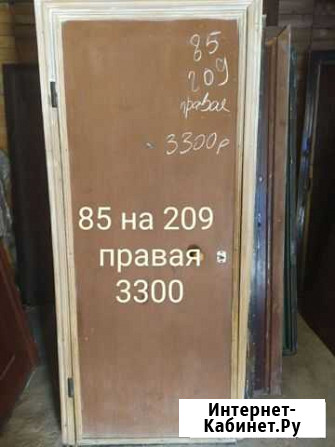 85
209
правая
3300р
85 на 209
правая
3300
Интернет-
Кабинет.Ру